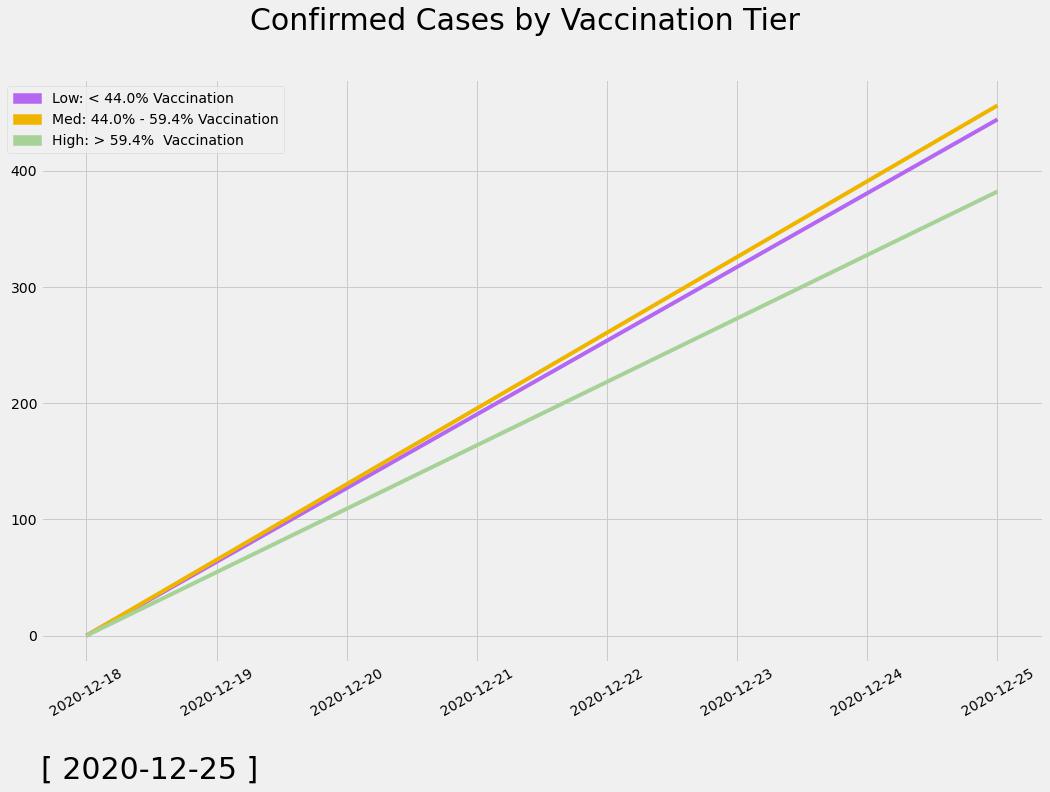 Confirmed Cases by Vaccination Tier
Low: < 44.0% Vaccination
Med: 44.0% - 59.4% Vaccination
High: > 59.4%  Vaccination
400
300
200
100
0
2020-12-18
2020-12-19
2020-12-20
2020-12-21
2020-12-22
2020-12-23
2020-12-24
2020-12-25
[ 2020-12-25 ]